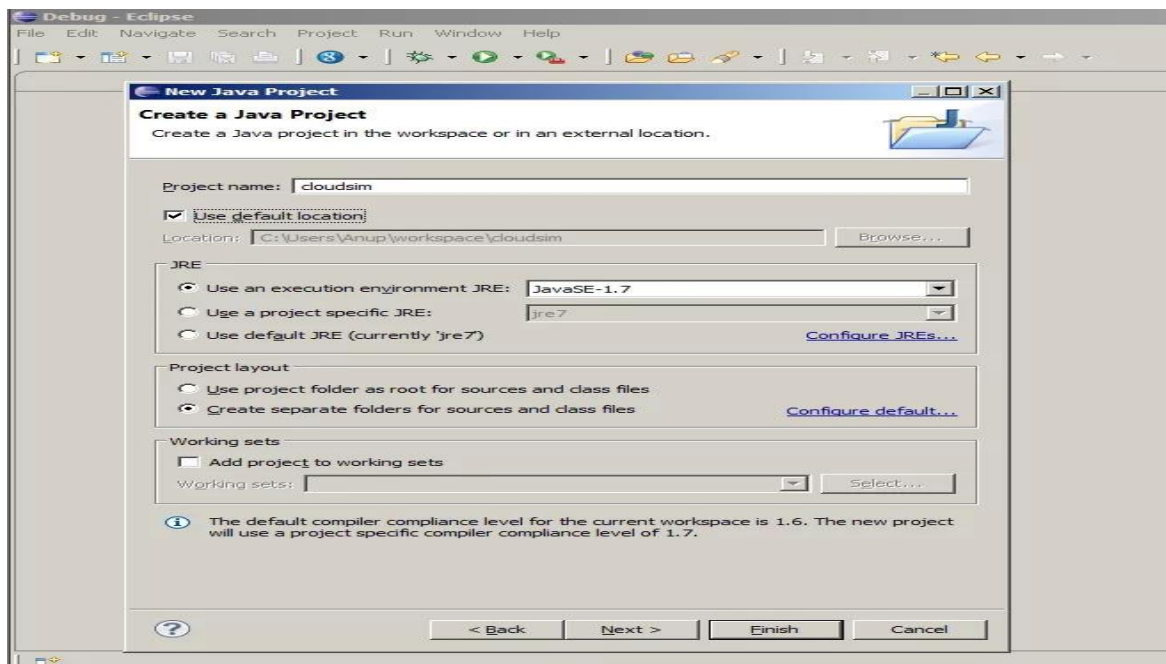 Debug - Eclipse
File Edit Navigate Search Project Run Window Help
New Java Project
Create a Java Project
Create a Java project in the workspace or in an external location.
Project name: cloudsim
Use default location
Location: C:\Users\Anup\workspace\cloudsim Browse...
JRE
Use an execution environment JRE: JavaSE-1.7
Use a project specific JRE: jre7
Use default JRE (currently 'jre7') Configure JREs...
Project layout
Use project folder as root for sources and class files
Create separate folders for sources and class files Configure default...
Working sets
Add project to working sets
Working sets: Select...
The default compiler compliance level for the current workspace is 1.6. The new project
will use a project specific compiler compliance level of 1.7.
? < Back Next > Finish Cancel